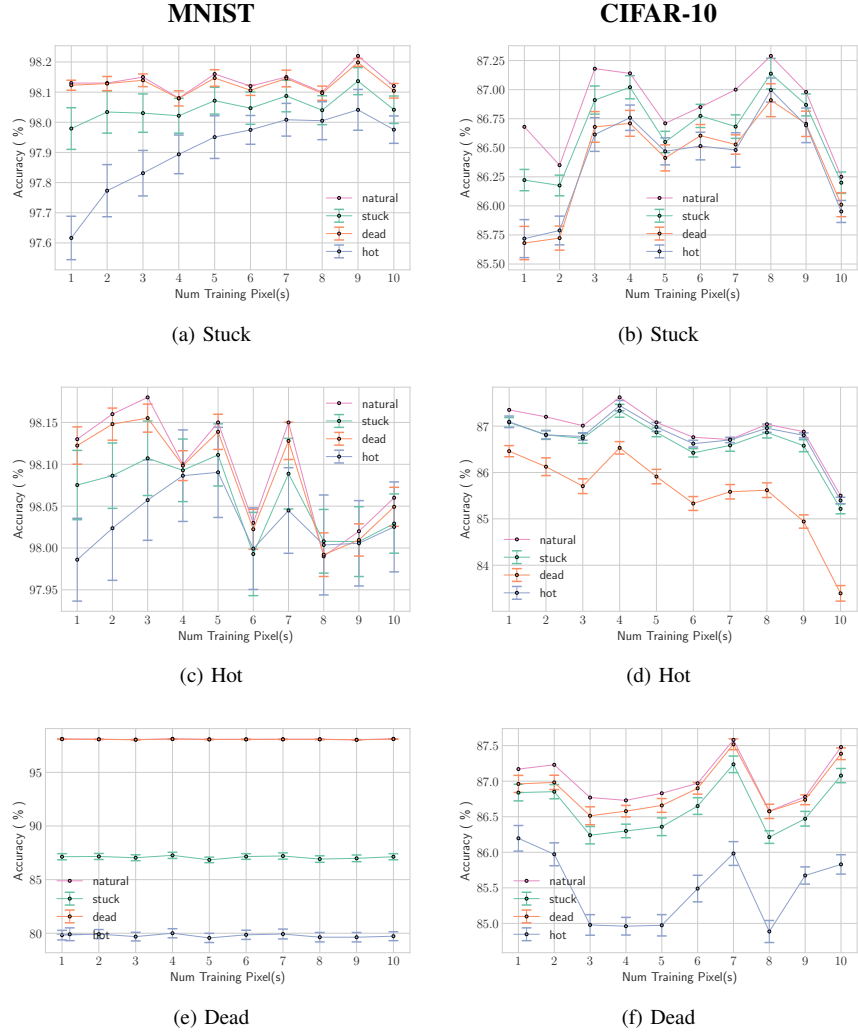 MNIST
CIFAR-10
98.2
98.1
98.0
97.9
97.8
97.7
97.6
Accuracy ( % )
1 2 3 4 5 6 7 8 9 10
Num Training Pixel(s)
natural
stuck
dead
hot
(a) Stuck
87.25
87.00
86.75
86.50
86.25
86.00
85.75
85.50
Accuracy ( % )
1 2 3 4 5 6 7 8 9 10
Num Training Pixel(s)
natural
stuck
dead
hot
(b) Stuck
98.15
98.10
98.05
98.00
97.95
Accuracy ( % )
1 2 3 4 5 6 7 8 9 10
Num Training Pixel(s)
natural
stuck
dead
hot
(c) Hot
87
86
85
84
Accuracy ( % )
1 2 3 4 5 6 7 8 9 10
Num Training Pixel(s)
natural
stuck
dead
hot
(d) Hot
95
90
85
80
Accuracy ( % )
1 2 3 4 5 6 7 8 9 10
Num Training Pixel(s)
natural
stuck
dead
hot
(e) Dead
87.5
87.0
86.5
86.0
85.5
85.0
Accuracy ( % )
1 2 3 4 5 6 7 8 9 10
Num Training Pixel(s)
natural
stuck
dead
hot
(f) Dead